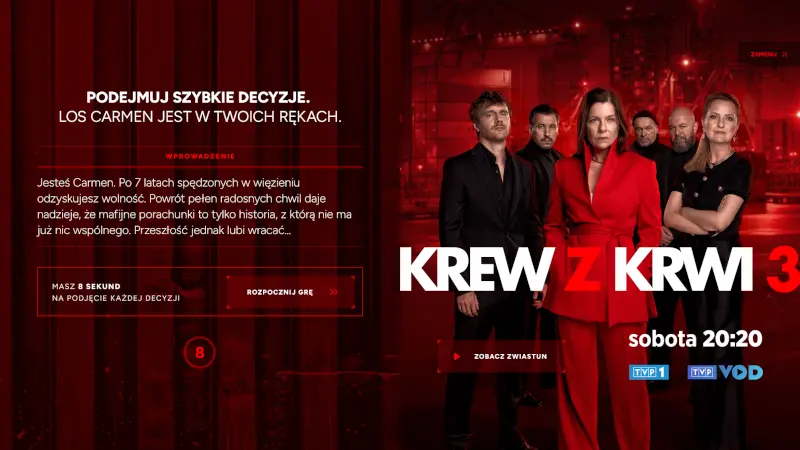 PODEJMUJ SZYBKIE DECYZJE.
LOS CARMEN JEST W TWOICH RĘKACH.
WPROWADZENIE
Jesteś Carmen. Po 7 latach spędzonych w więzieniu
odzyskujesz wolność. Powrót pełen radosnych chwil daje
nadzieje, że mafijne porachunki to tylko historia, z którą nie ma
już nic wspólnego. Przeszłość jednak lubi wracać...
MASZ 8 SEKUND
NA PODJĘCIE KAŻDEJ DECYZJI
ROZPOCZNIJ GRĘ
8
ZAMKNIJ
KREW Z KRWI 3
sobota 20:20
ZOBACZ ZWIASTUN
TVP 1
TVP VOD